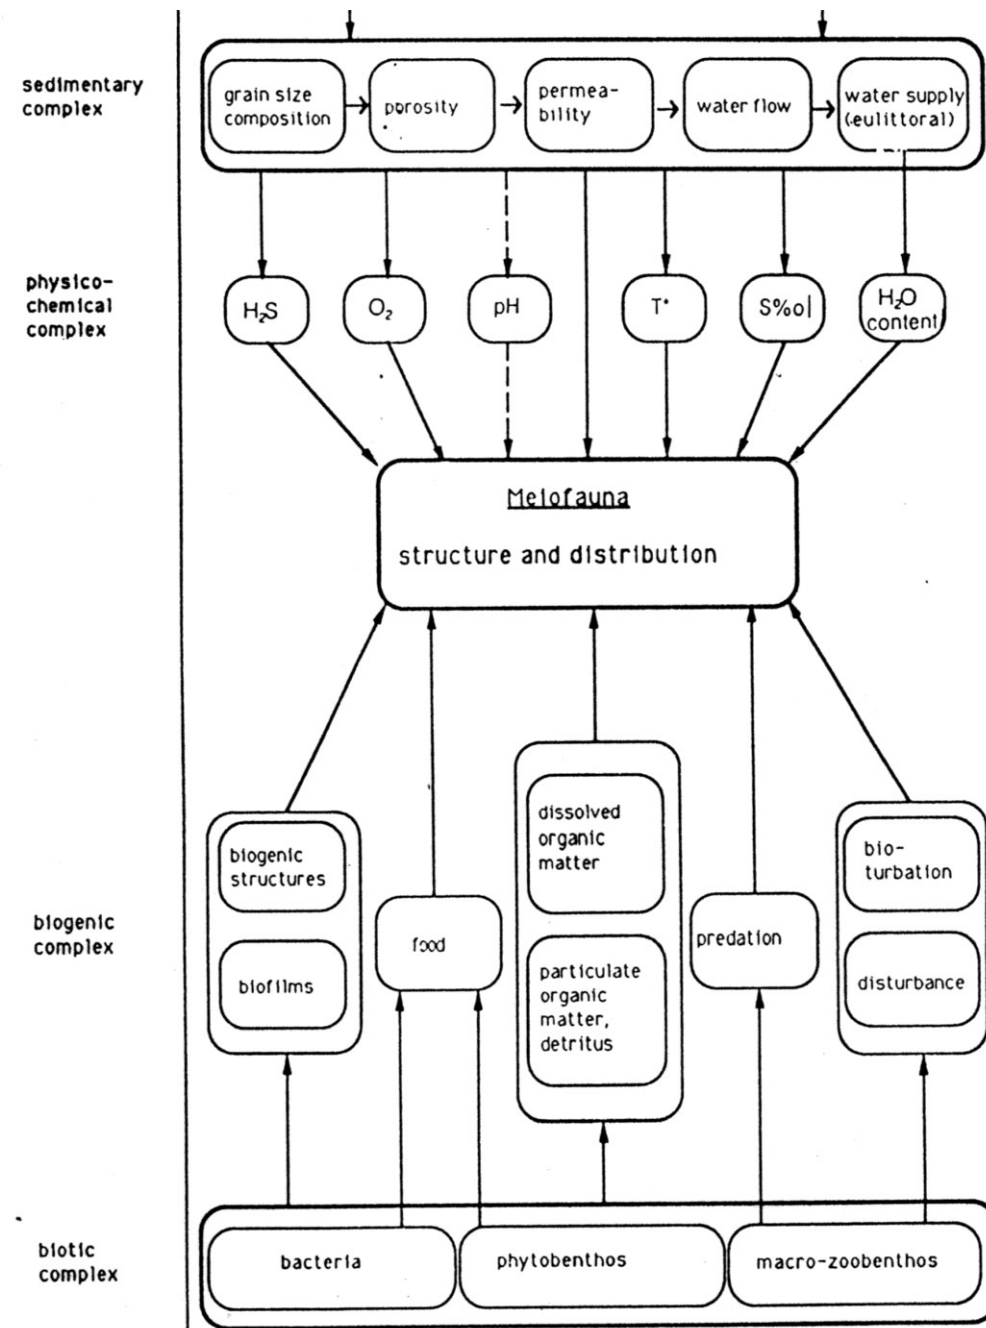 sedimentary
complex
grain size
composition
porosity
permea-
bility
water flow
water supply
(eulittoral)
physico-
chemical
complex
H₂S
O₂
pH
T°
S‰
H₂O
content
Meiofauna
structure and distribution
biogenic
complex
biogenic
structures
biofilms
food
dissolved
organic
matter
particulate
organic
matter,
detritus
predation
bio-
turbation
disturbance
biotic
complex
bacteria
phytobenthos
macro-zoobenthos